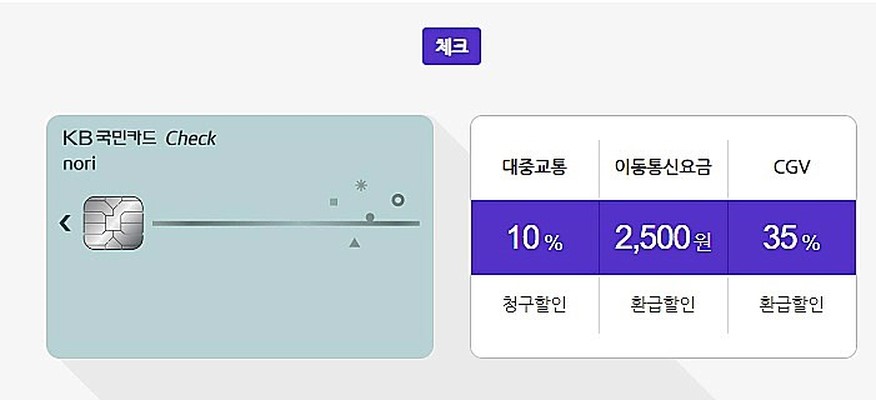 체크
KB국민카드 Check
nori
대중교통 이동통신요금 CGV
10% 2,500원 35%
청구할인 환급할인 환급할인